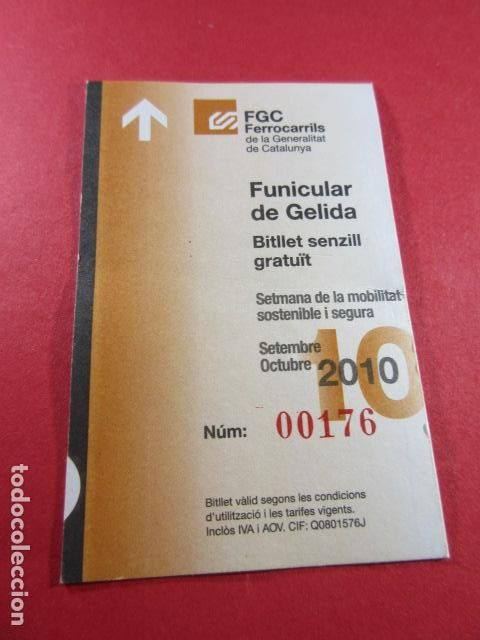 FGC
Ferrocarrils
de la Generalitat
de Catalunya
Funicular
de Gelida
Bitllet senzill
gratuït
Setmana de la mobilitat
sostenible i segura
Setembre
Octubre 2010
10
Núm: 00176
Bitllet vàlid segons les condicions
d'utilització i les tarifes vigents.
Inclòs IVA i AOV. CIF: Q0801576J
todocoleccion